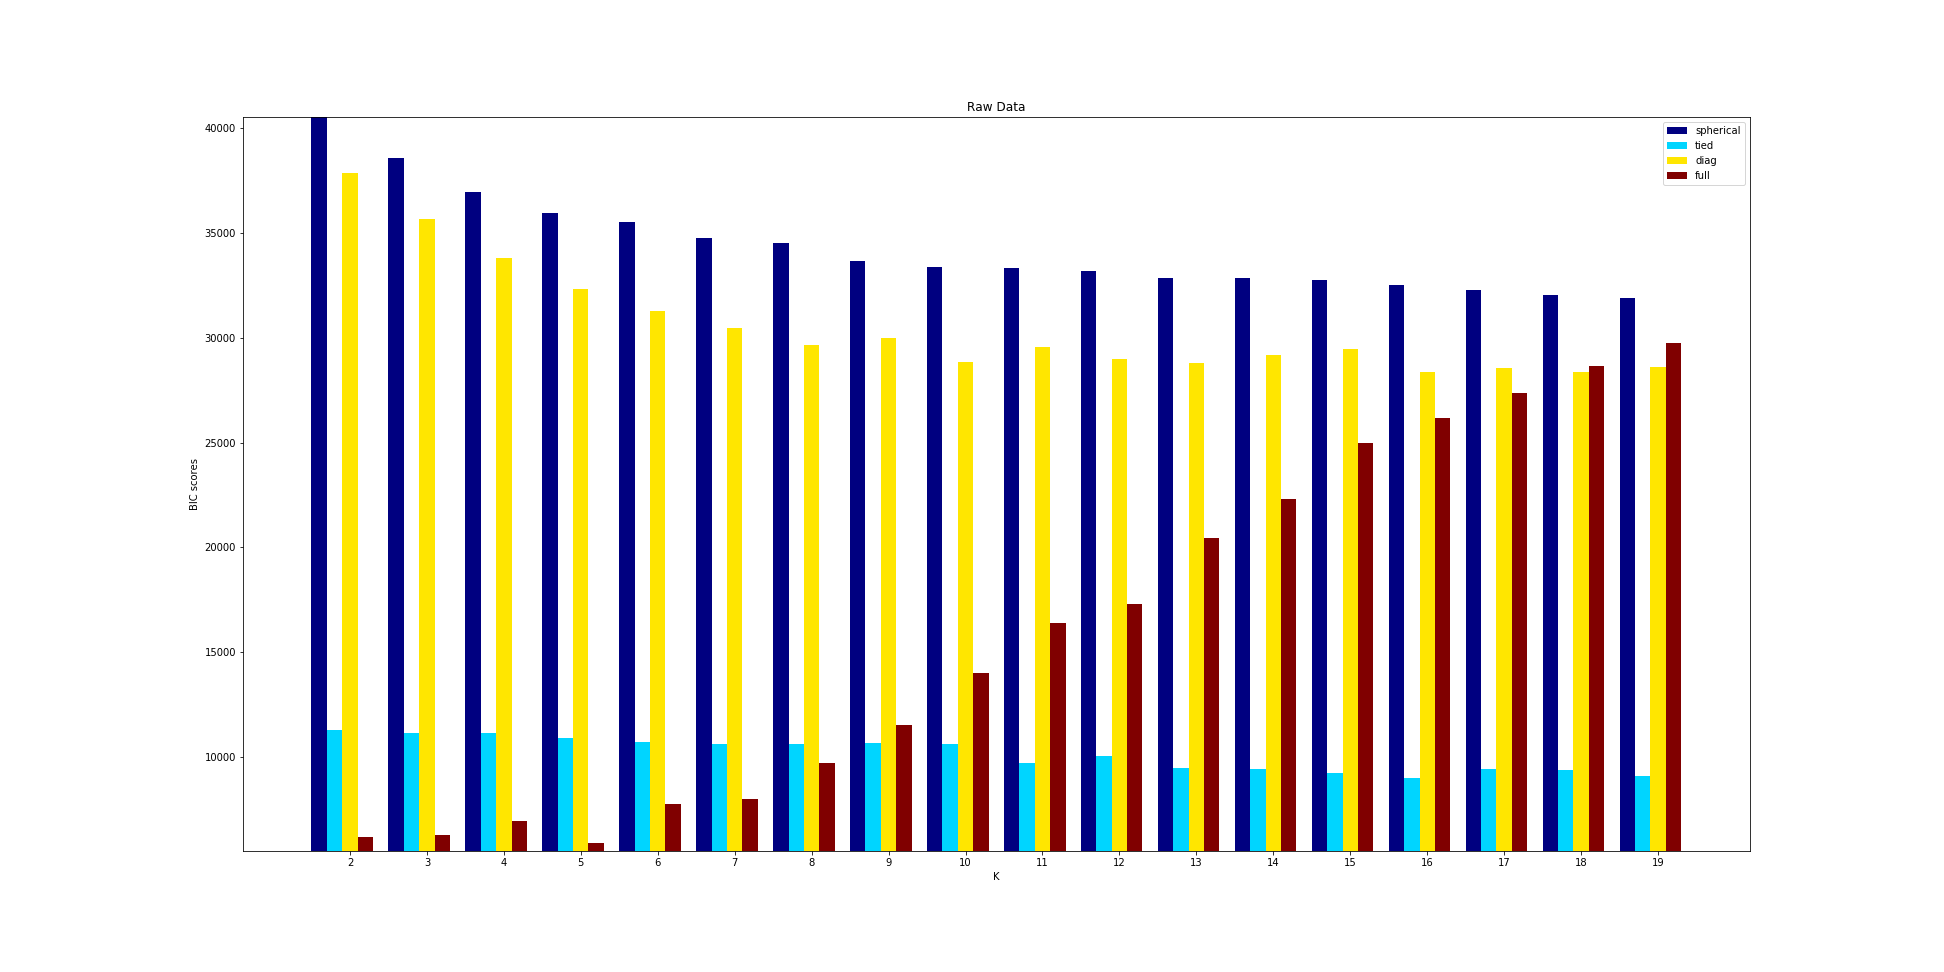 Raw Data
spherical
tied
diag
full
40000
35000
30000
25000
20000
15000
10000
BIC scores
2 3 4 5 6 7 8 9 10 11 12 13 14 15 16 17 18 19
K